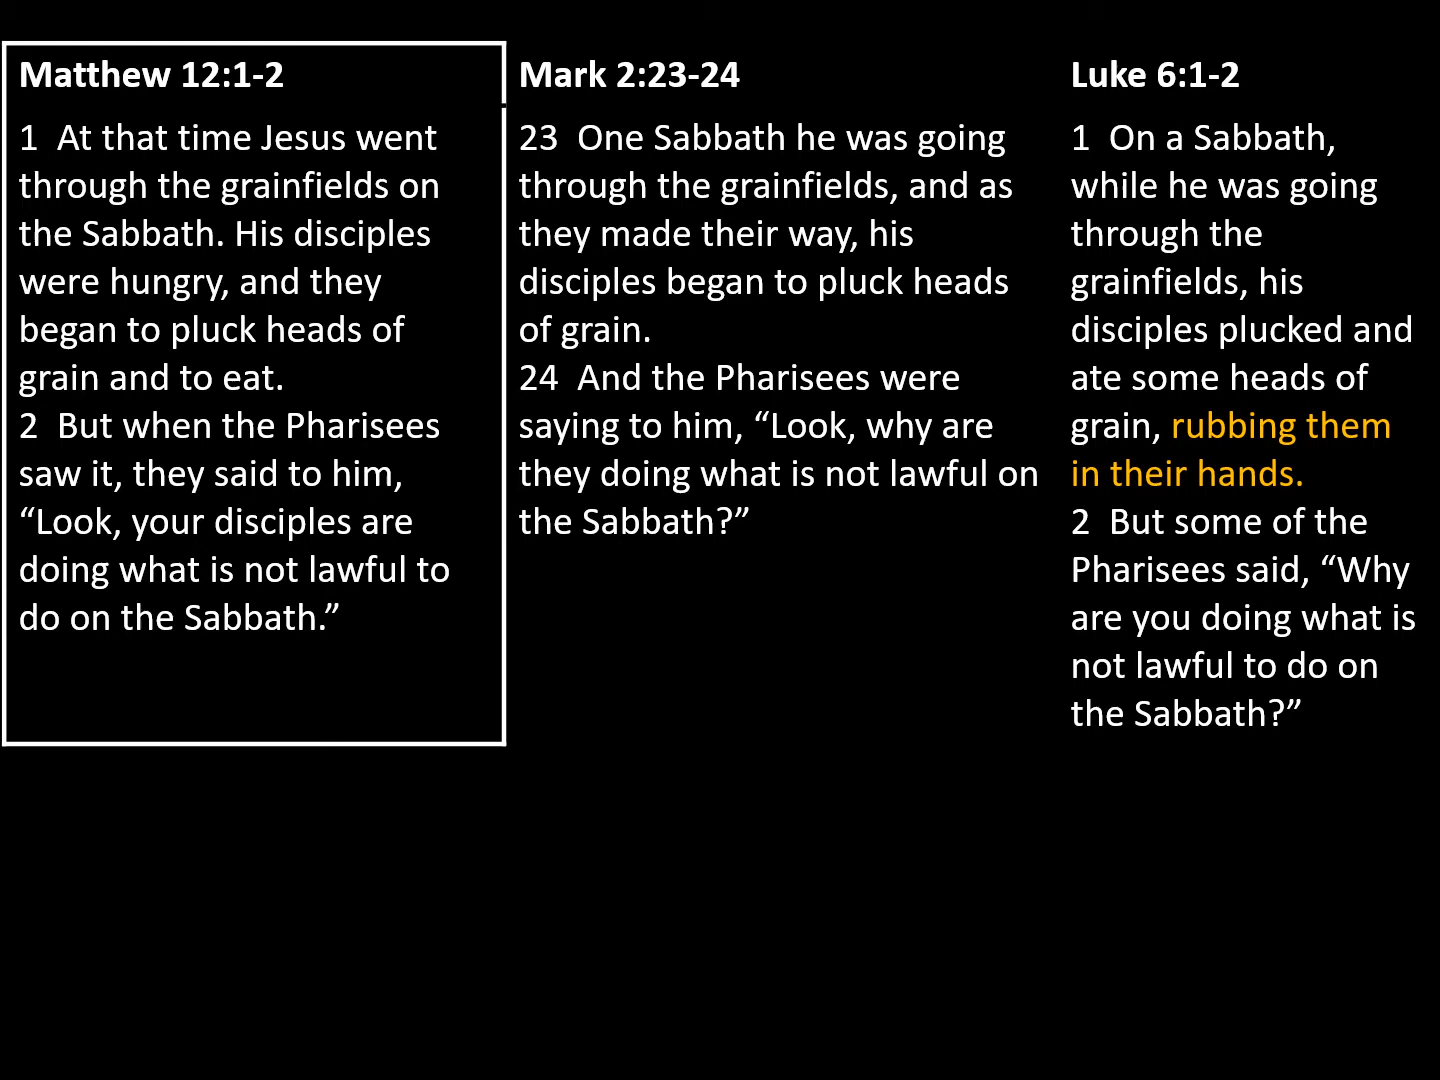 Matthew 12:1-2
1  At that time Jesus went
through the grainfields on
the Sabbath. His disciples
were hungry, and they
began to pluck heads of
grain and to eat.
2  But when the Pharisees
saw it, they said to him,
“Look, your disciples are
doing what is not lawful to
do on the Sabbath.”
Mark 2:23-24
23  One Sabbath he was going
through the grainfields, and as
they made their way, his
disciples began to pluck heads
of grain.
24  And the Pharisees were
saying to him, “Look, why are
they doing what is not lawful on
the Sabbath?”
Luke 6:1-2
1  On a Sabbath,
while he was going
through the
grainfields, his
disciples plucked and
ate some heads of
grain, rubbing them
in their hands.
2  But some of the
Pharisees said, “Why
are you doing what is
not lawful to do on
the Sabbath?”